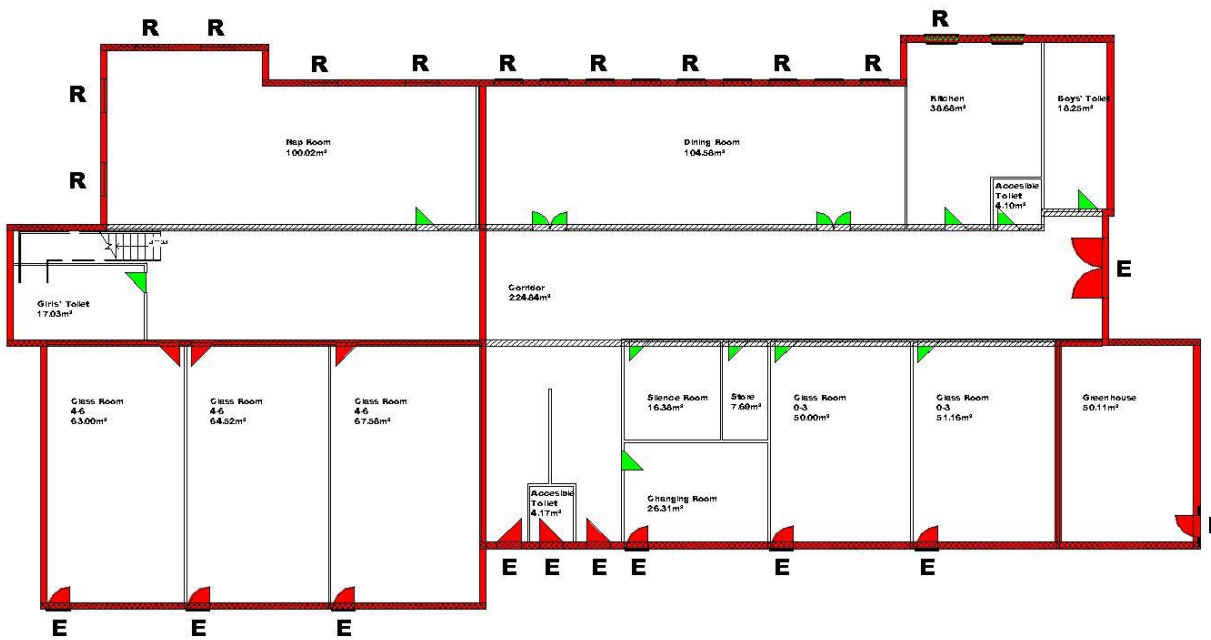 R
R R R R R R R R R
R
R
Nap Room
100.02m²
Dining Room
104.58m²
Kitchen
38.68m²
Boys' Toilet
18.25m²
Accesible
Toilet
4.10m²
Girls' Toilet
17.03m²
Corridor
224.84m²
E
Class Room
4-6
63.00m²
Class Room
4-6
64.52m²
Class Room
4-6
67.58m²
Silence Room
16.38m²
Store
7.69m²
Class Room
0-3
50.00m²
Class Room
0-3
51.16m²
Greenhouse
50.11m²
Accesible
Toilet
4.17m²
Changing Room
26.31m²
E E E E E E
E E E